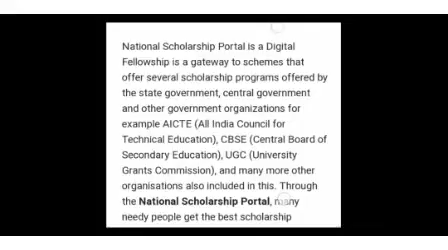 National Scholarship Portal is a Digital
Fellowship is a gateway to schemes that
offer several scholarship programs offered by
the state government, central government
and other government organizations for
example AICTE (All India Council for
Technical Education), CBSE (Central Board of
Secondary Education), UGC (University
Grants Commission), and many more other
organisations also included in this. Through
the National Scholarship Portal, many
needy people get the best scholarship